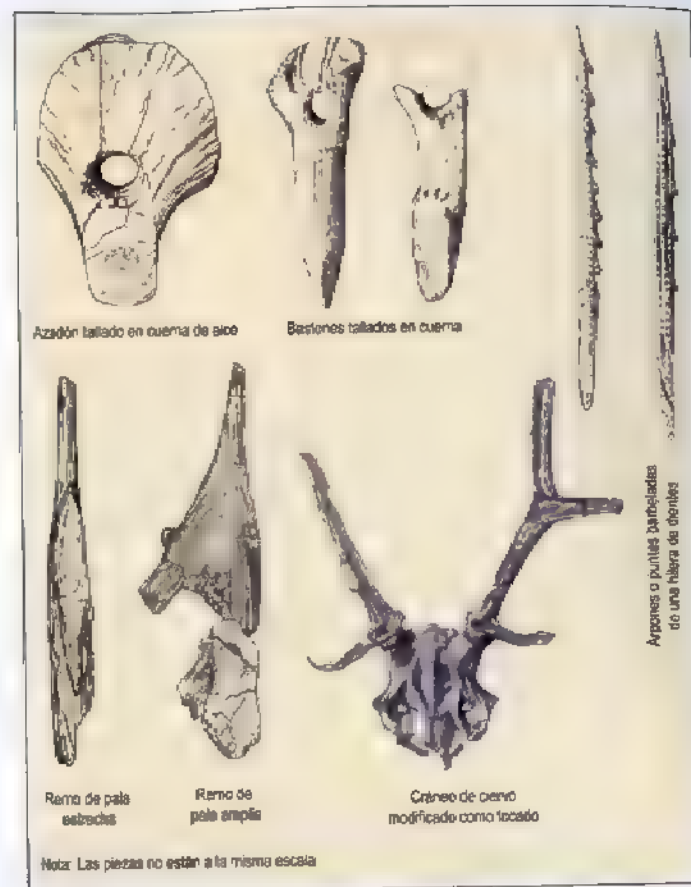 Azadón tallado en cuerna de alce
Bastones tallados en cuerna
Arpones o puntas barbeladas
de una hilera de dientes
Remo de pala
estrecha
Remo de
pala amplia
Cráneo de ciervo
modificado como tocado
Nota: Las piezas no están a la misma escala